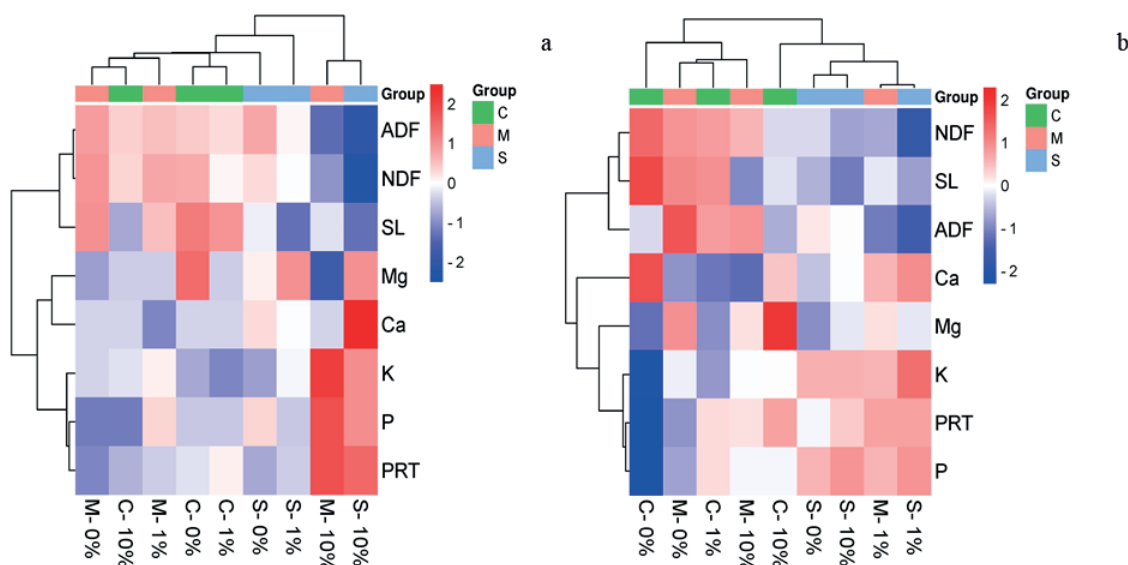 a
Group
ADF
NDF
SL
Mg
Ca
K
P
PRT
M- 0%
C- 10%
M- 1%
C- 0%
C- 1%
S- 0%
S- 1%
M- 10%
S- 10%
2
1
0
- 1
- 2
Group
C
M
S
b
Group
NDF
SL
ADF
Ca
Mg
K
PRT
P
C- 0%
M- 0%
C- 1%
M- 10%
C- 10%
S- 0%
S- 10%
M- 1%
S- 1%
2
1
0
- 1
- 2
Group
C
M
S